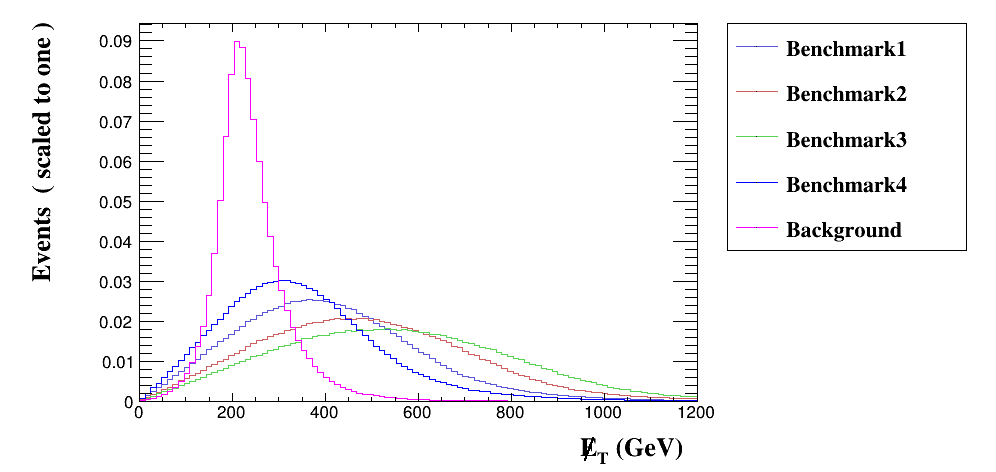 Events ( scaled to one )
0.09
0.08
0.07
0.06
0.05
0.04
0.03
0.02
0.01
0
0 200 400 600 800 1000 1200
E̸T (GeV)
Benchmark1
Benchmark2
Benchmark3
Benchmark4
Background